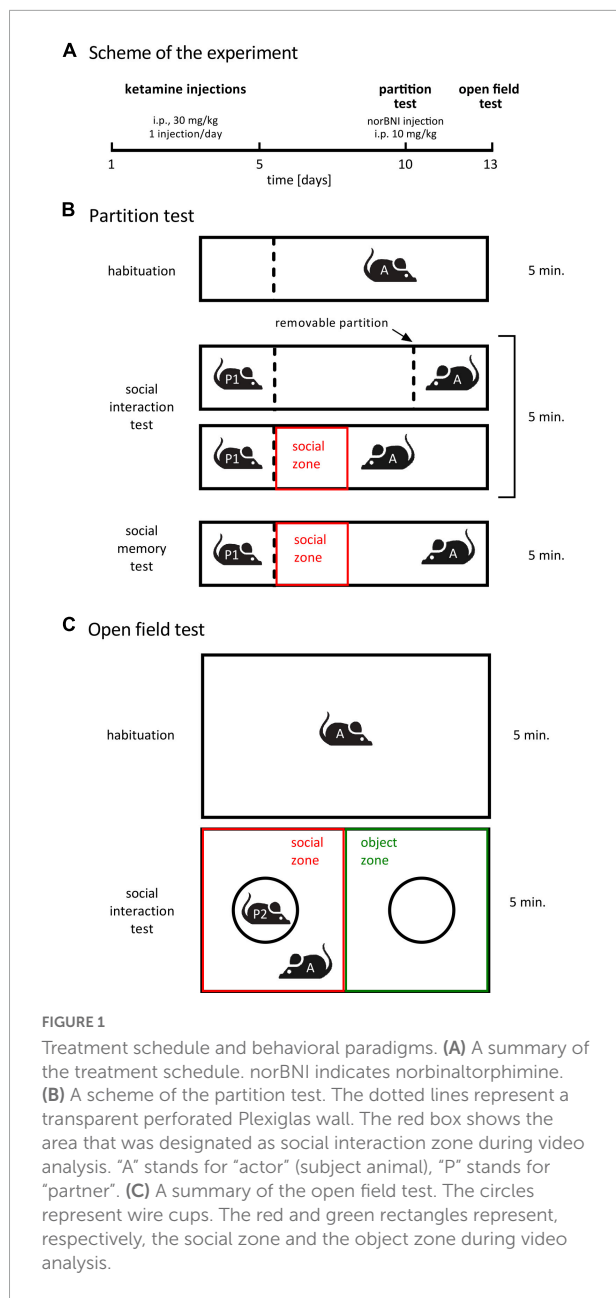 A Scheme of the experiment
ketamine injections
i.p., 30 mg/kg
1 injection/day
partition
test
norBNI injection
i.p. 10 mg/kg
open field
test
1 5 10 13
time [days]
B Partition test
habituation
A
5 min.
removable partition
social
interaction
test
P1
A
P1
social
zone
A
5 min.
social
memory
test
P1
social
zone
A
5 min.
C Open field test
habituation
A
5 min.
social
interaction
test
social
zone
object
zone
P2
A
5 min.
FIGURE 1
Treatment schedule and behavioral paradigms. (A) A summary of
the treatment schedule. norBNI indicates norbinaltorphimine.
(B) A scheme of the partition test. The dotted lines represent a
transparent perforated Plexiglas wall. The red box shows the
area that was designated as social interaction zone during video
analysis. “A” stands for “actor” (subject animal), “P” stands for
“partner”. (C) A summary of the open field test. The circles
represent wire cups. The red and green rectangles represent,
respectively, the social zone and the object zone during video
analysis.